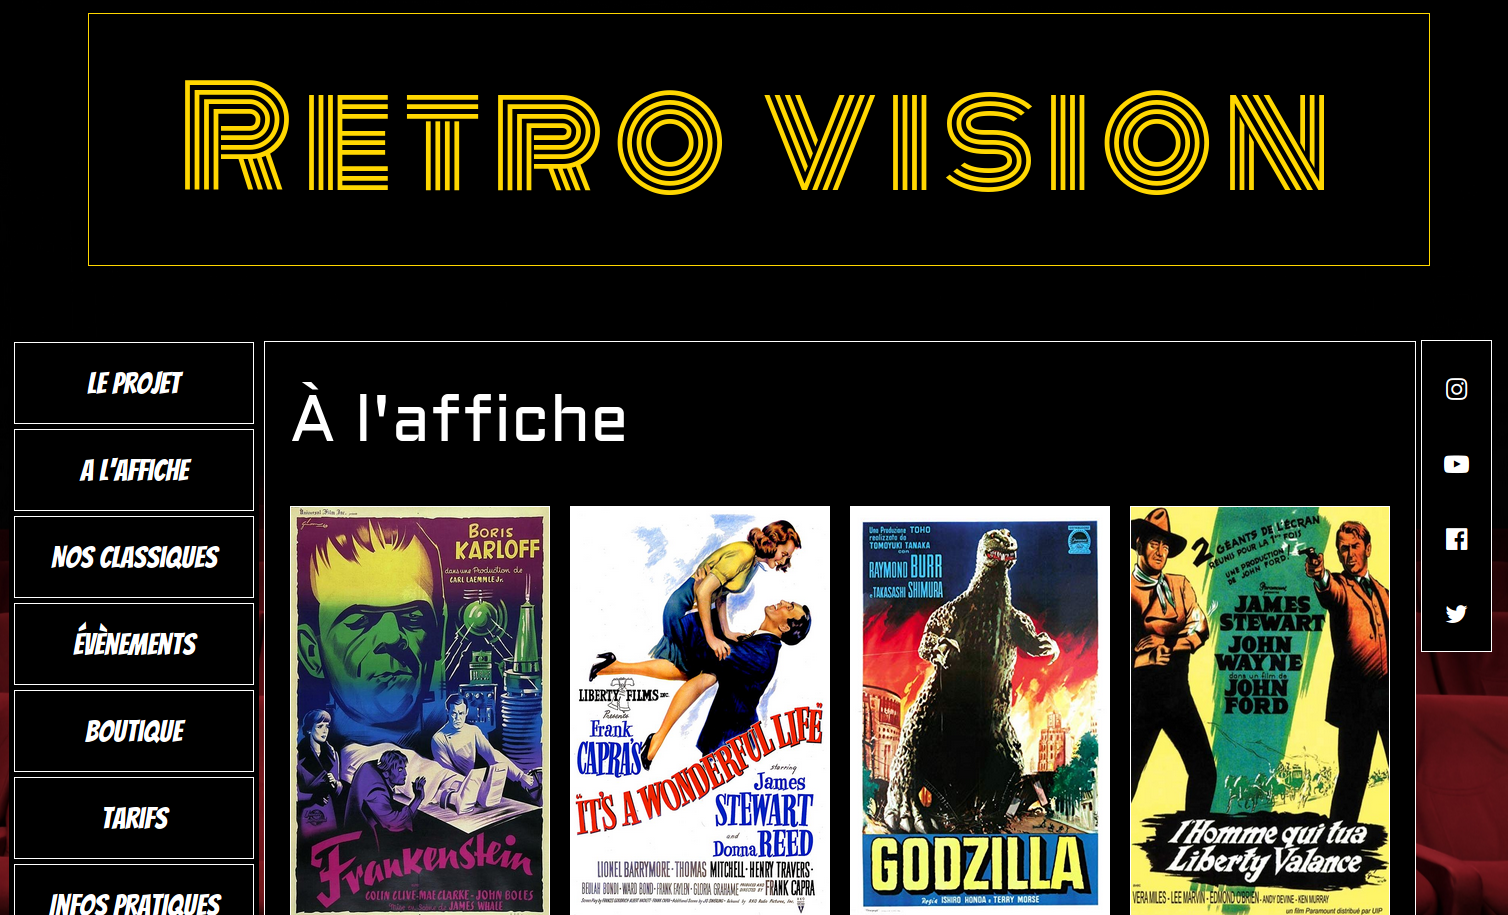 Retro vision
LE PROJET
A L'AFFICHE
NOS CLASSIQUES
ÉVÈNEMENTS
BOUTIQUE
TARIFS
INFOS PRATIQUES
À l'affiche
Universal Film Inc.
BORIS
KARLOFF
dans une Production de
CARL LAEMMLE Jr.
Frankenstein
COLIN CLIVE-MAE CLARKE-JOHN BOLES
Mise en Scène de
JAMES WHALE
LIBERTY FILMS INC.
Presents
Frank
CAPRA'S
"IT'S A WONDERFUL LIFE"
starring
James
STEWART
and
Donna REED
LIONEL BARRYMORE · THOMAS MITCHELL · HENRY TRAVERS
BEULAH BONDI · WARD BOND · FRANK FAYLEN · GLORIA GRAHAME PRODUCED AND DIRECTED BY FRANK CAPRA
Una Produzione TOHO
realizzata da
TOMOYUKI TANAKA
con
RAYMOND BURR
e TAKASASHI SHIMURA
GODZILLA
Regia ISHIRO HONDA e TERRY MORSE
2 GÉANTS DE L'ÉCRAN
RÉUNIS POUR LA 1ère FOIS
UNE PRODUCTION
DE JOHN FORD
Paramount
JAMES
STEWART
JOHN
WAYNE
dans un film de
JOHN
FORD
l'Homme qui tua
Liberty Valance
VERA MILES - LEE MARVIN - EDMOND O'BRIEN - ANDY DEVINE - KEN MURRAY
un film Paramount distribué par UIP